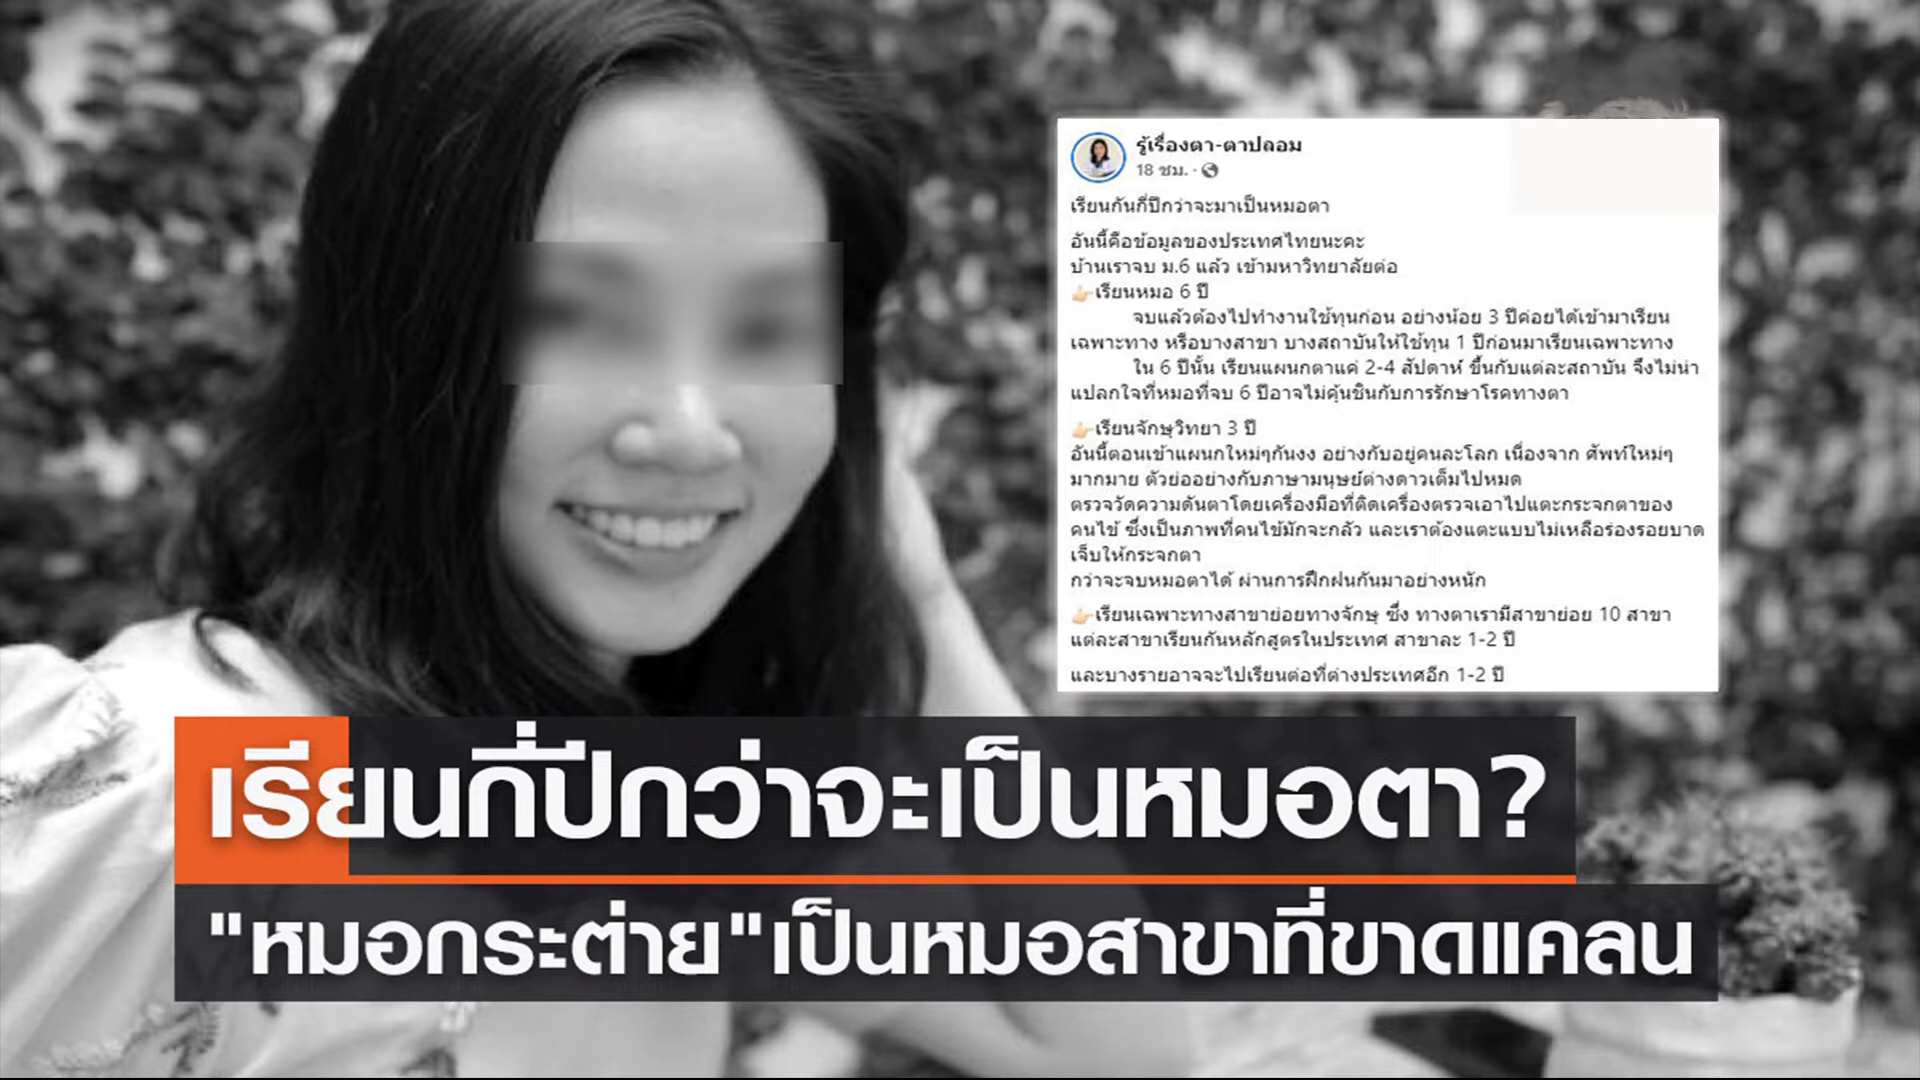 รู้เรื่องตา-ตาปลอม
18 ชม. ·
เรียนกันกี่ปีกว่าจะมาเป็นหมอตา
อันนี้คือข้อมูลของประเทศไทยนะคะ
บ้านเราจบ ม.6 แล้ว เข้ามหาวิทยาลัยต่อ
👉🏻เรียนหมอ 6 ปี
จบแล้วต้องไปทำงานใช้ทุนก่อน อย่างน้อย 3 ปีค่อยได้เข้ามาเรียน
เฉพาะทาง หรือบางสาขา บางสถาบันให้ใช้ทุน 1 ปีก่อนมาเรียนเฉพาะทาง
ใน 6 ปีนั้น เรียนแผนกตาแค่ 2-4 สัปดาห์ ขึ้นกับแต่ละสถาบัน จึงไม่น่า
แปลกใจที่หมอที่จบ 6 ปีอาจไม่คุ้นชินกับการรักษาโรคทางตา
👉🏻เรียนจักษุวิทยา 3 ปี
อันนี้ตอนเข้าแผนกใหม่ๆกันงง อย่างกับอยู่คนละโลก เนื่องจาก ศัพท์ใหม่ๆ
มากมาย ตัวย่ออย่างกับภาษามนุษย์ต่างดาวเต็มไปหมด
ตรวจวัดความดันตาโดยเครื่องมือที่ติดเครื่องตรวจเอาไปแตะกระจกตาของ
คนไข้ ซึ่งเป็นภาพที่คนไข้มักจะกลัว และเราต้องแตะแบบไม่เหลือร่องรอยบาด
เจ็บให้กระจกตา
กว่าจะจบหมอตาได้ ผ่านการฝึกฝนกันมาอย่างหนัก
👉🏻เรียนเฉพาะทางสาขาย่อยทางจักษุ ซึ่ง ทางตาเรามีสาขาย่อย 10 สาขา
แต่ละสาขาเรียนกันหลักสูตรในประเทศ สาขาละ 1-2 ปี
และบางรายอาจจะไปเรียนต่อที่ต่างประเทศอีก 1-2 ปี
เรียนกี่ปีกว่าจะเป็นหมอตา?
"หมอกระต่าย"เป็นหมอสาขาที่ขาดแคลน